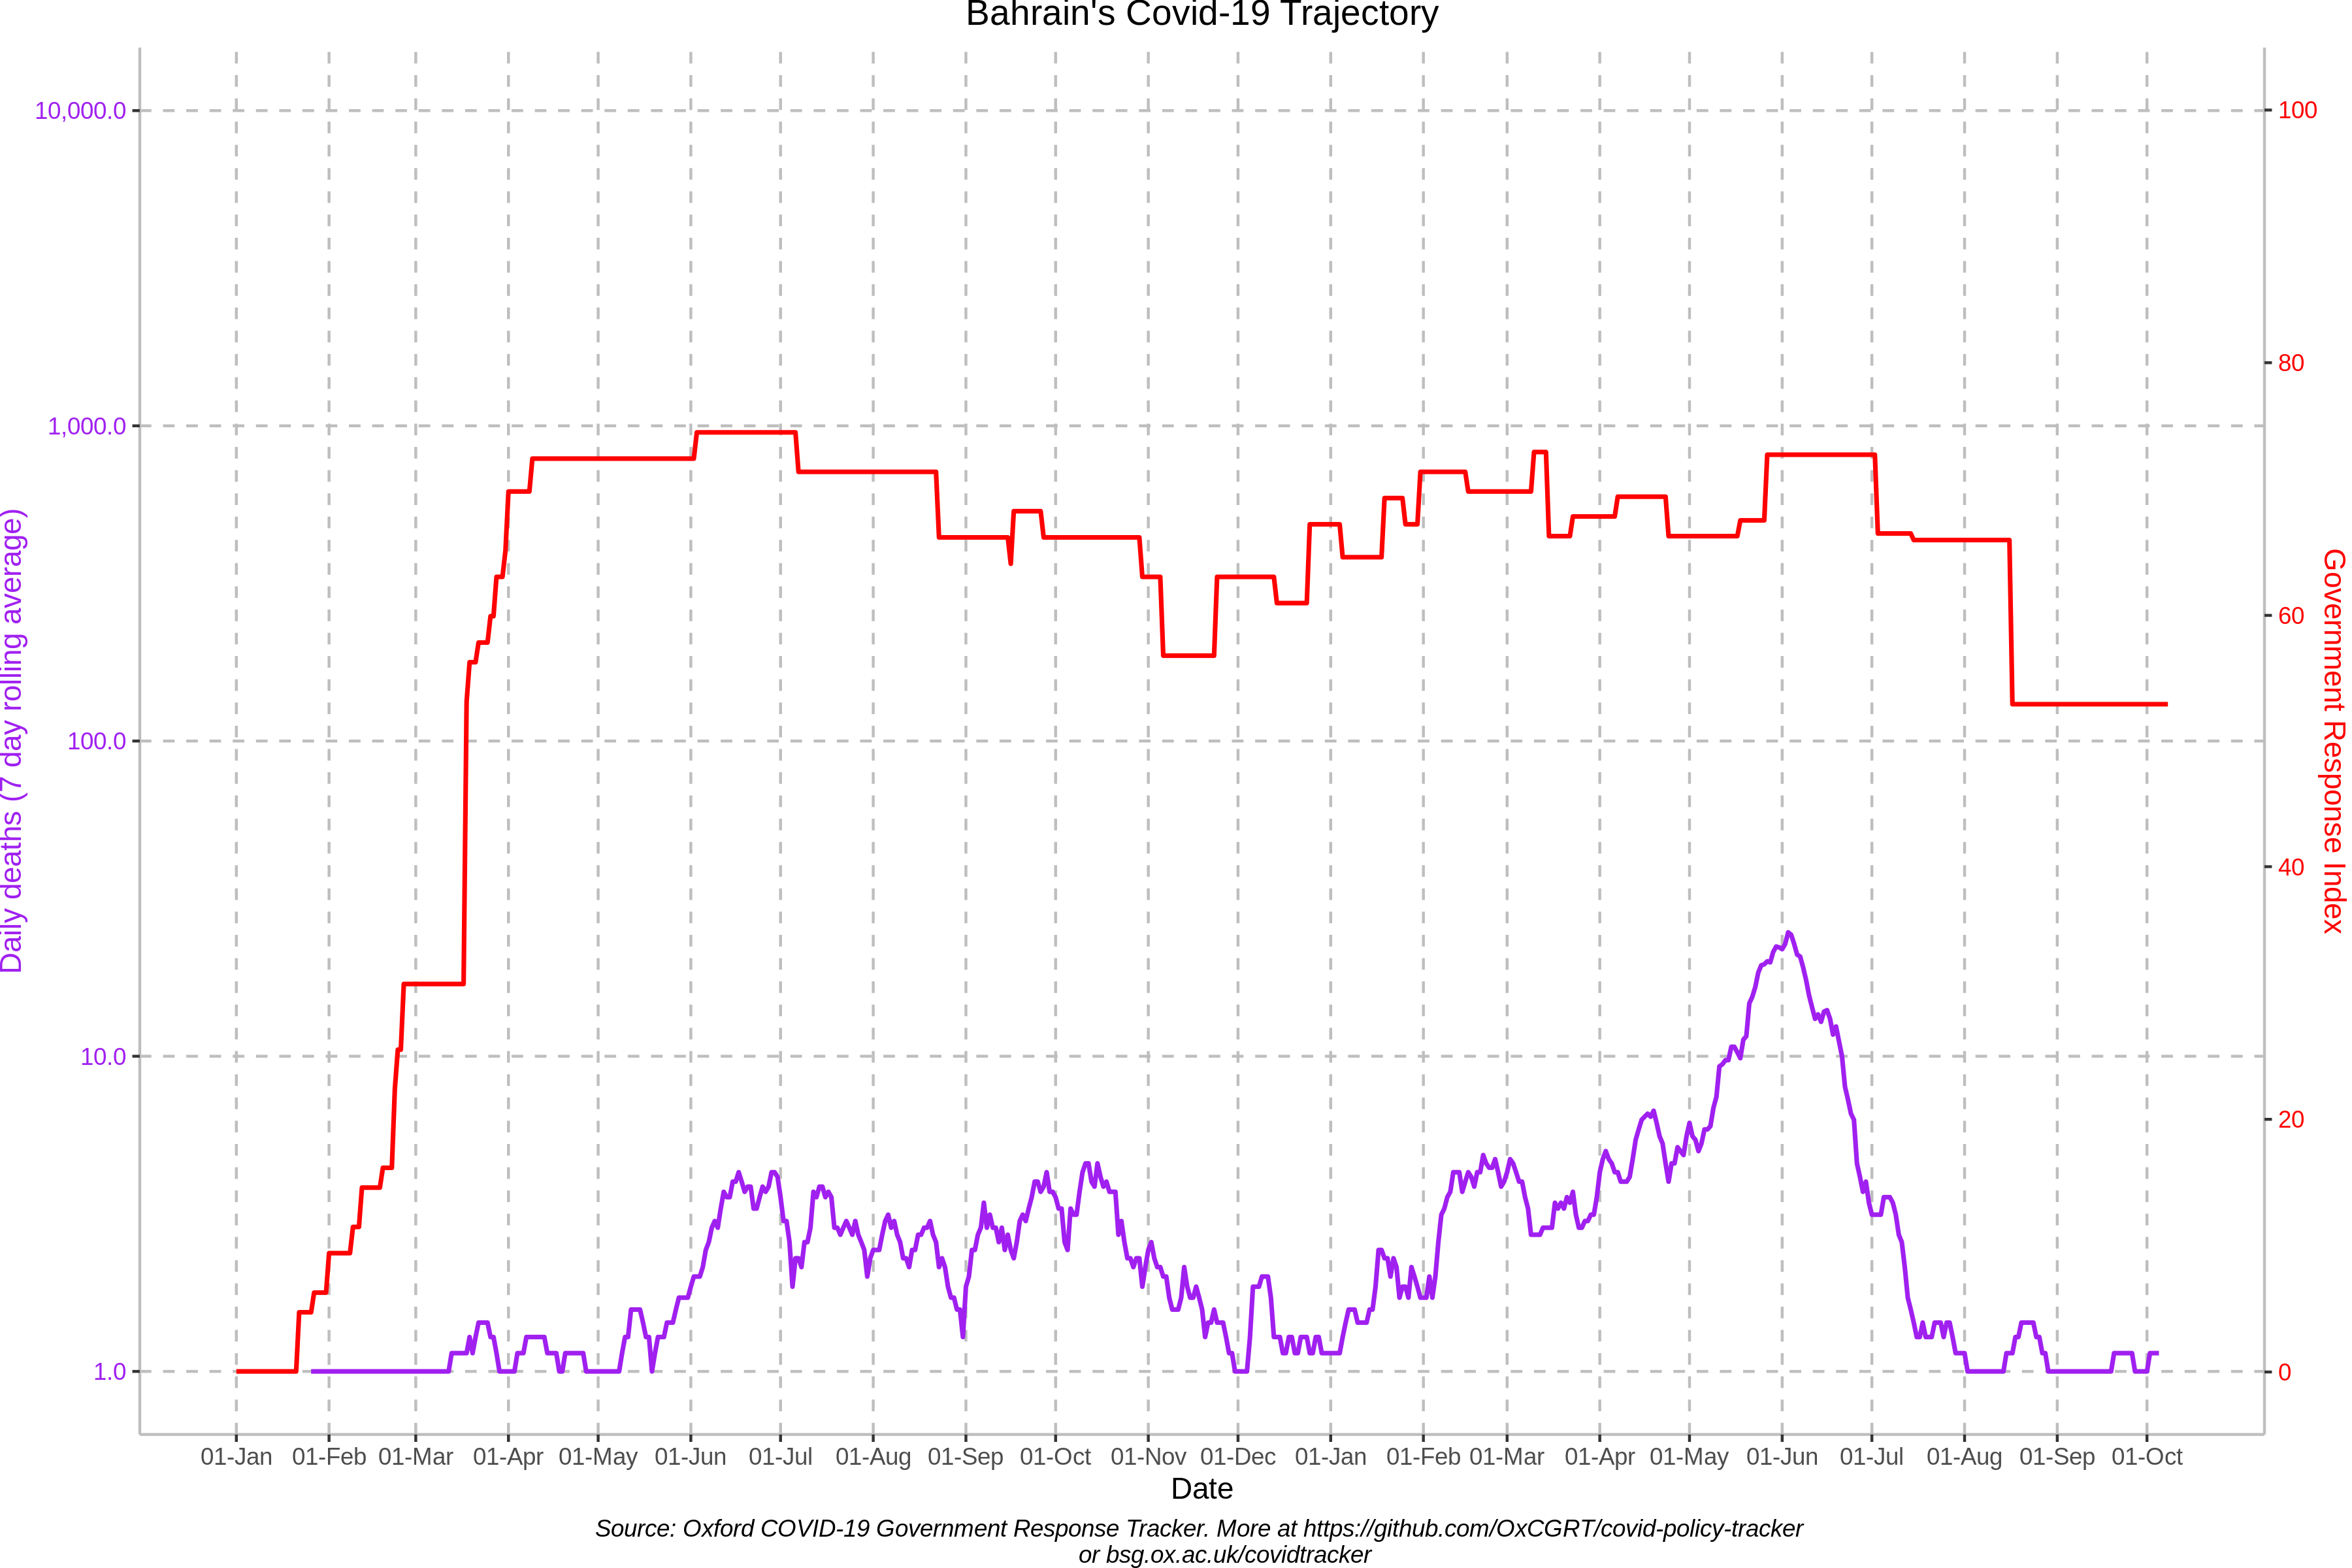 Bahrain's Covid-19 Trajectory
10,000.0
1,000.0
100.0
10.0
1.0
Daily deaths (7 day rolling average)
100
80
60
40
20
0
Government Response Index
01-Jan 01-Feb 01-Mar 01-Apr 01-May 01-Jun 01-Jul 01-Aug 01-Sep 01-Oct 01-Nov 01-Dec 01-Jan 01-Feb 01-Mar 01-Apr 01-May 01-Jun 01-Jul 01-Aug 01-Sep 01-Oct
Date
Source: Oxford COVID-19 Government Response Tracker. More at https://github.com/OxCGRT/covid-policy-tracker
or bsg.ox.ac.uk/covidtracker